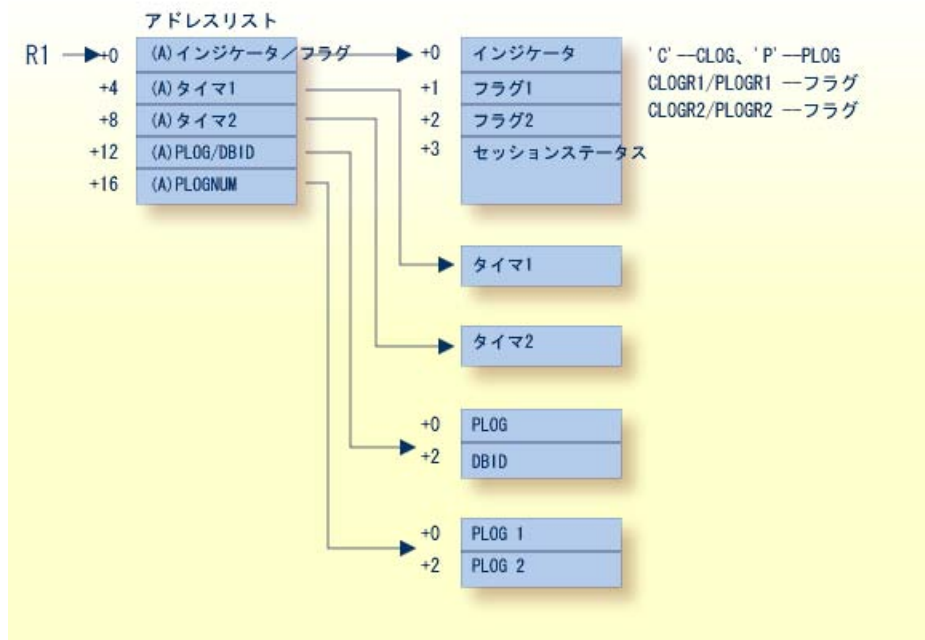 アドレスリスト
R1 +0 (A)インジケータ/フラグ
+4 (A)タイマ1
+8 (A)タイマ2
+12 (A)PLOG/DBID
+16 (A)PLOGNUM
+0 インジケータ 'C'--CLOG、'P'--PLOG
+1 フラグ1 CLOGR1/PLOGR1 --フラグ
+2 フラグ2 CLOGR2/PLOGR2 --フラグ
+3 セッションステータス
タイマ1
タイマ2
+0 PLOG
+2 DBID
+0 PLOG 1
+2 PLOG 2